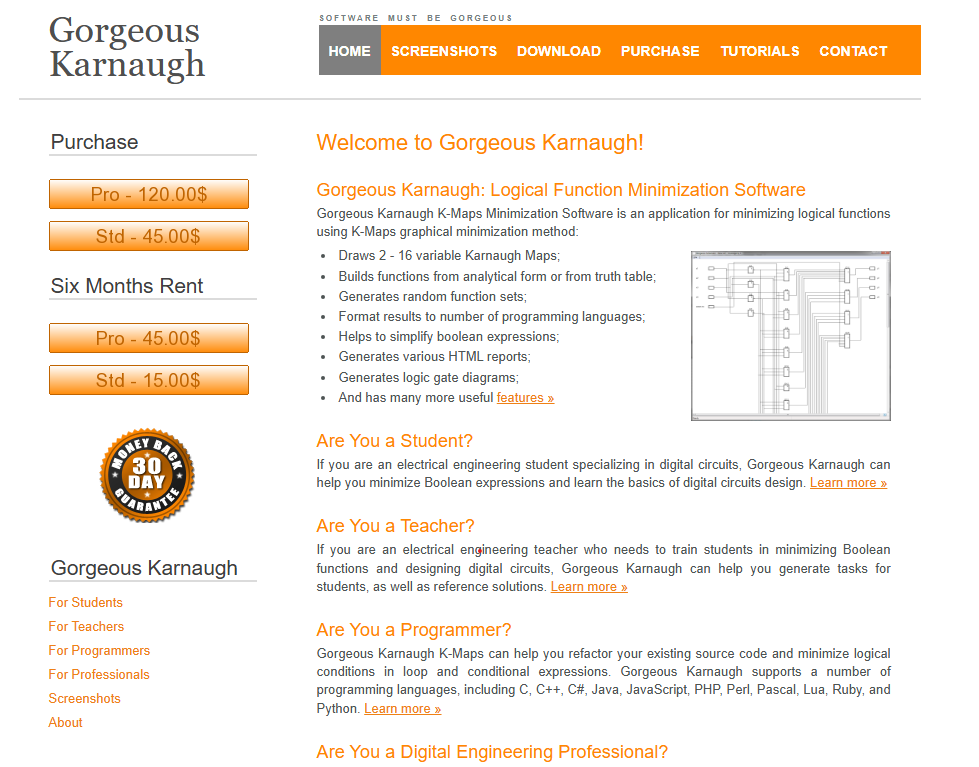 Gorgeous
Karnaugh
SOFTWARE MUST BE GORGEOUS
HOME SCREENSHOTS DOWNLOAD PURCHASE TUTORIALS CONTACT
Purchase
Pro - 120.00$
Std - 45.00$
Six Months Rent
Pro - 45.00$
Std - 15.00$
MONEY BACK
30
DAY
GUARANTEE
Gorgeous Karnaugh
For Students
For Teachers
For Programmers
For Professionals
Screenshots
About
Welcome to Gorgeous Karnaugh!
Gorgeous Karnaugh: Logical Function Minimization Software
Gorgeous Karnaugh K-Maps Minimization Software is an application for minimizing logical functions
using K-Maps graphical minimization method:
• Draws 2 - 16 variable Karnaugh Maps;
• Builds functions from analytical form or from truth table;
• Generates random function sets;
• Format results to number of programming languages;
• Helps to simplify boolean expressions;
• Generates various HTML reports;
• Generates logic gate diagrams;
• And has many more useful features »
Are You a Student?
If you are an electrical engineering student specializing in digital circuits, Gorgeous Karnaugh can
help you minimize Boolean expressions and learn the basics of digital circuits design. Learn more »
Are You a Teacher?
If you are an electrical engineering teacher who needs to train students in minimizing Boolean
functions and designing digital circuits, Gorgeous Karnaugh can help you generate tasks for
students, as well as reference solutions. Learn more »
Are You a Programmer?
Gorgeous Karnaugh K-Maps can help you refactor your existing source code and minimize logical
conditions in loop and conditional expressions. Gorgeous Karnaugh supports a number of
programming languages, including C, C++, C#, Java, JavaScript, PHP, Perl, Pascal, Lua, Ruby, and
Python. Learn more »
Are You a Digital Engineering Professional?